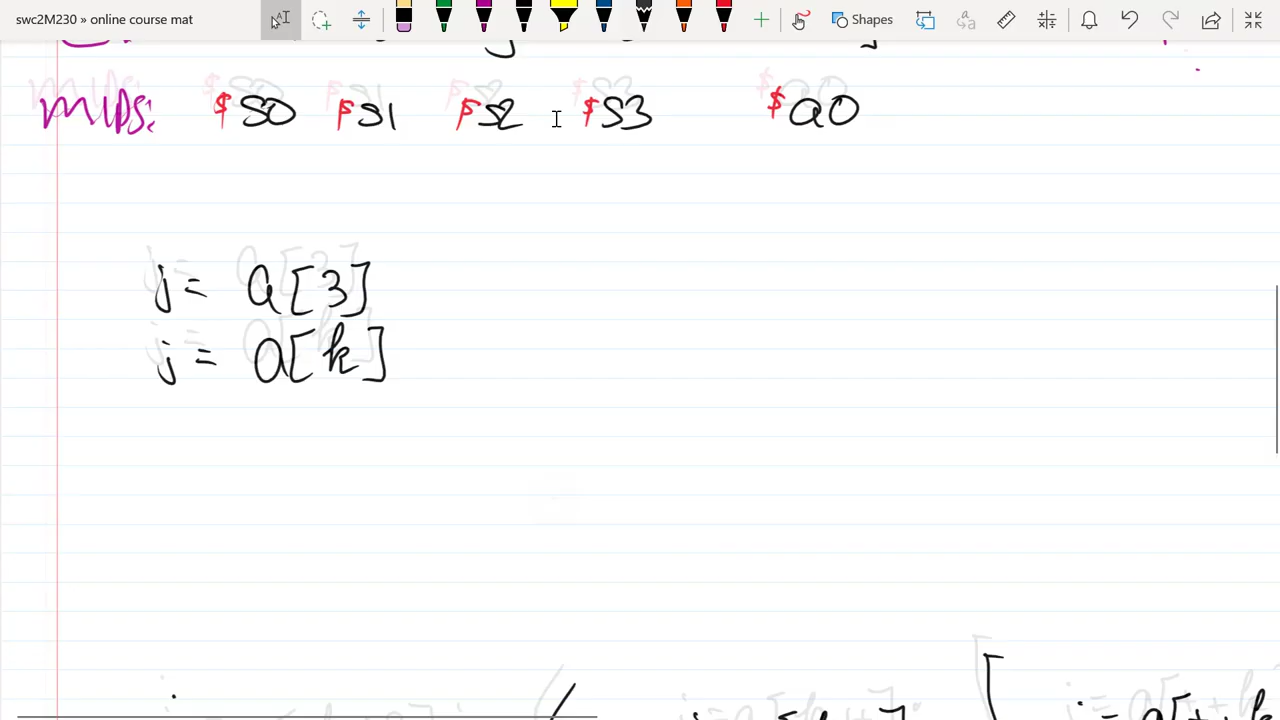 swc2M230 » online course mat
Shapes
MIPS: $S0 $S1 $S2 $S3 $a0
j = a[3]
j = a[k]